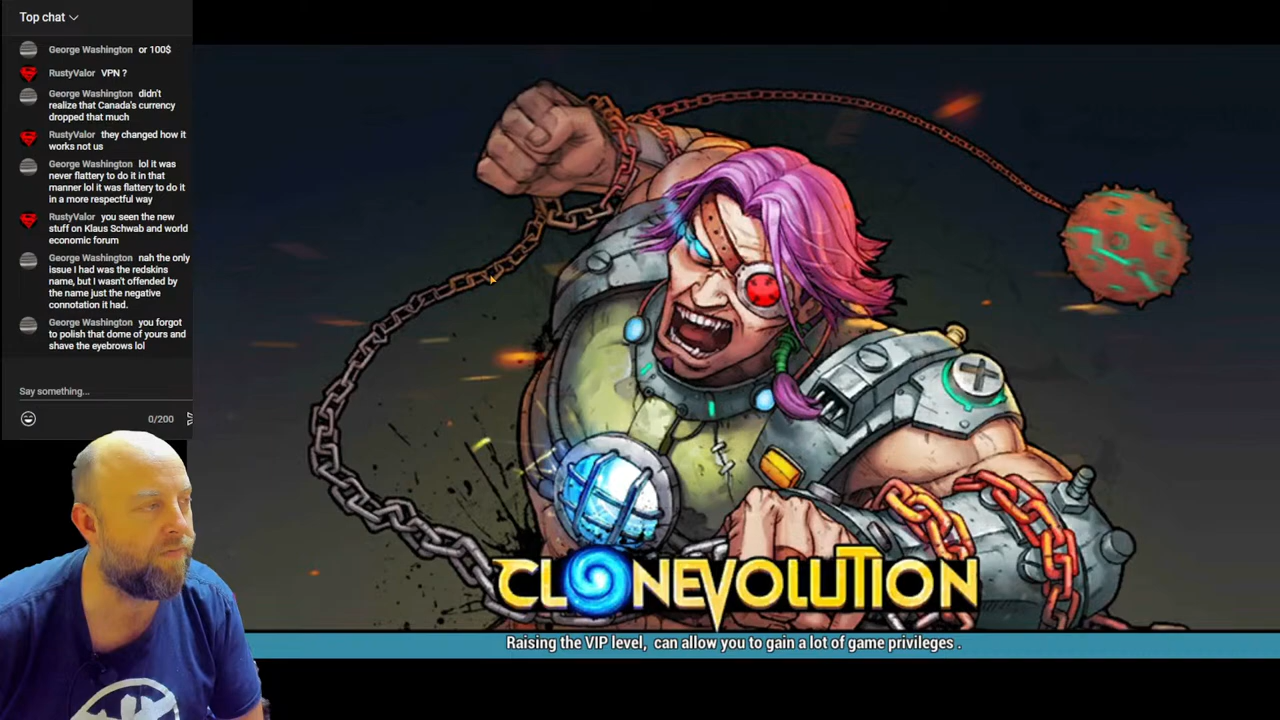 Top chat
George Washington or 100$
RustyValor VPN ?
George Washington didn't
realize that Canada's currency
dropped that much
RustyValor they changed how it
works not us
George Washington lol it was
never flattery to do it in that
manner lol it was flattery to do it
in a more respectful way
RustyValor you seen the new
stuff on Klaus Schwab and world
economic forum
George Washington nah the only
issue I had was the redskins
name, but I wasn't offended by
the name just the negative
connotation it had.
George Washington you forgot
to polish that dome of yours and
shave the eyebrows lol
Say something...
0/200
CLONEVOLUTION
Raising the VIP level, can allow you to gain a lot of game privileges .